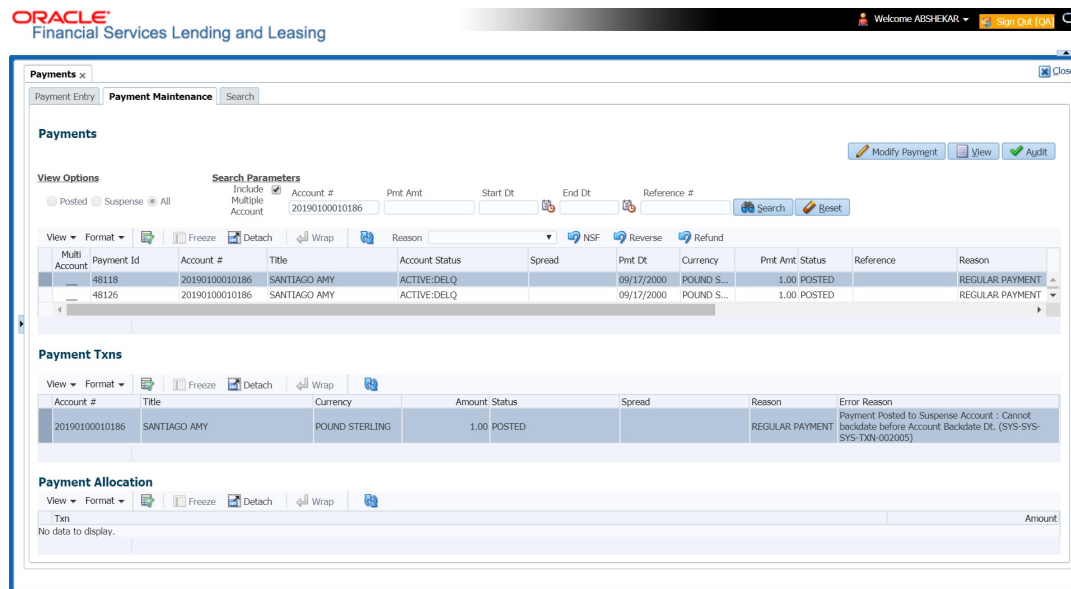 ORACLE
Financial Services Lending and Leasing
Welcome ABSHEKAR
Sign Out [QA]
Payments
Close
Payment Entry Payment Maintenance Search
Payments
Modify Payment View Audit
View Options Search Parameters
Posted Suspense All
Include Multiple Account Account # Pmt Amt Start Dt End Dt Reference #
20190100010186
Search Reset
View Format Freeze Detach Wrap Reason NSF Reverse Refund
Multi Account Payment Id Account # Title Account Status Spread Pmt Dt Currency Pmt Amt Status Reference Reason
48118 20190100010186 SANTIAGO AMY ACTIVE:DELQ 09/17/2000 POUND S... 1.00 POSTED REGULAR PAYMENT
48126 20190100010186 SANTIAGO AMY ACTIVE:DELQ 09/17/2000 POUND S... 1.00 POSTED REGULAR PAYMENT
Payment Txns
View Format Freeze Detach Wrap
Account # Title Currency Amount Status Spread Reason Error Reason
20190100010186 SANTIAGO AMY POUND STERLING 1.00 POSTED REGULAR PAYMENT Payment Posted to Suspense Account : Cannot
backdate before Account Backdate Dt. (SYS-SYS-
SYS-TXN-002005)
Payment Allocation
View Format Freeze Detach Wrap
Txn Amount
No data to display.